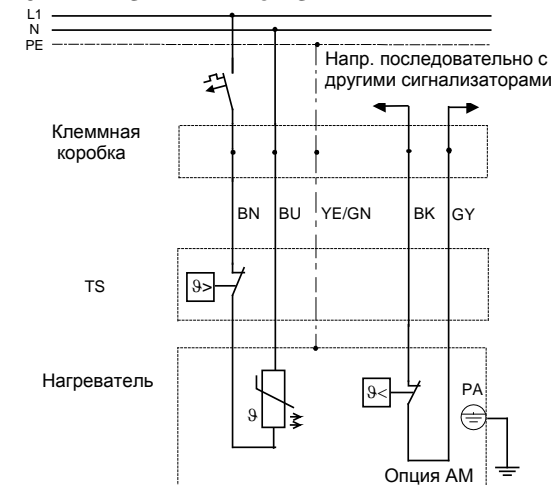 L1
N
PE
Напр. последовательно с
другими сигнализаторами
Клеммная
коробка
BN
BU
YE/GN
BK
GY
TS
ϑ>
Нагреватель
ϑ
ϑ<
PA
Опция AM